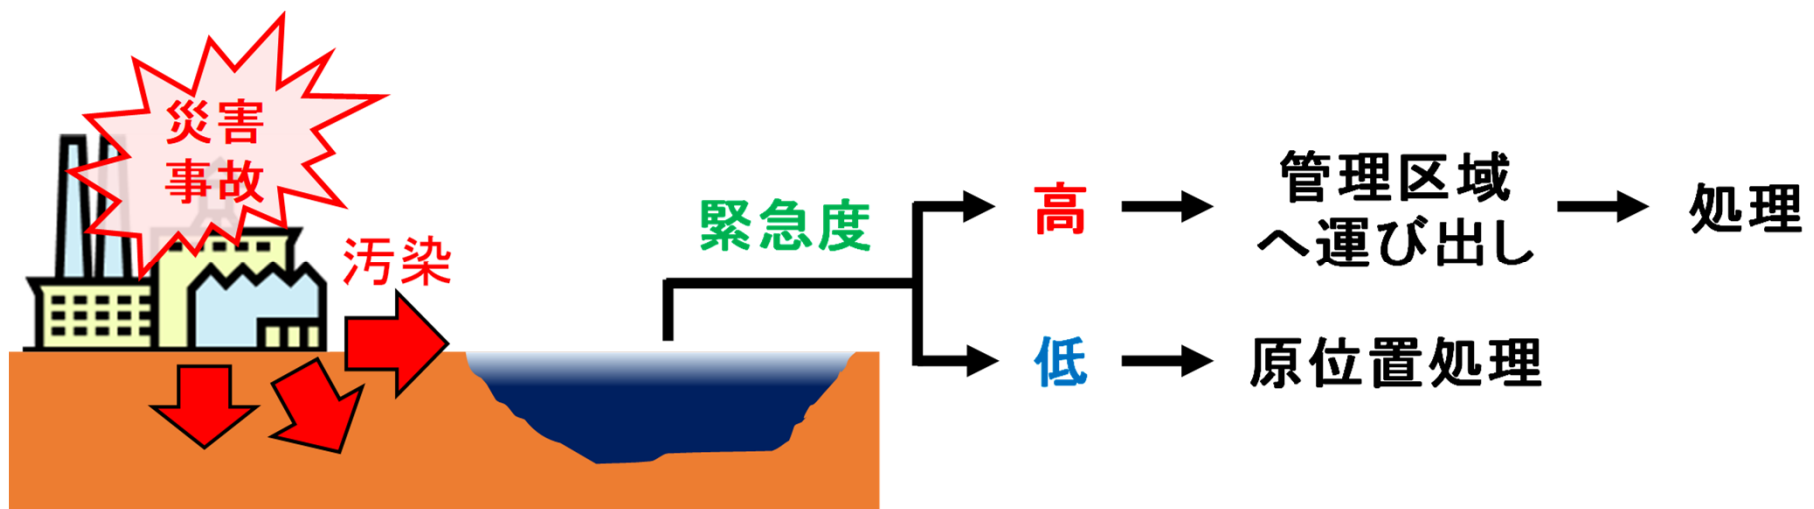 災害
事故
汚染
緊急度
高
管理区域
へ運び出し
処理
低
原位置処理